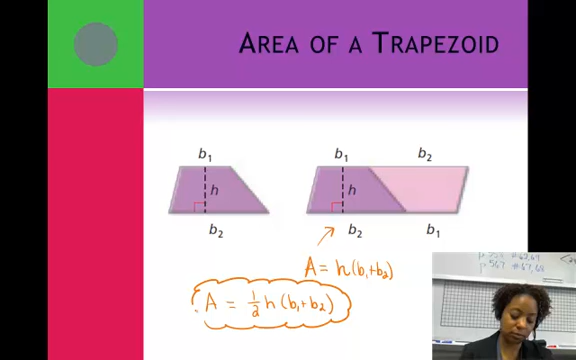 AREA OF A TRAPEZOID
b₁
h
b₂
b₁ b₂
h
b₂ b₁
A = h(b₁+b₂)
A = ½ h (b₁+b₂)